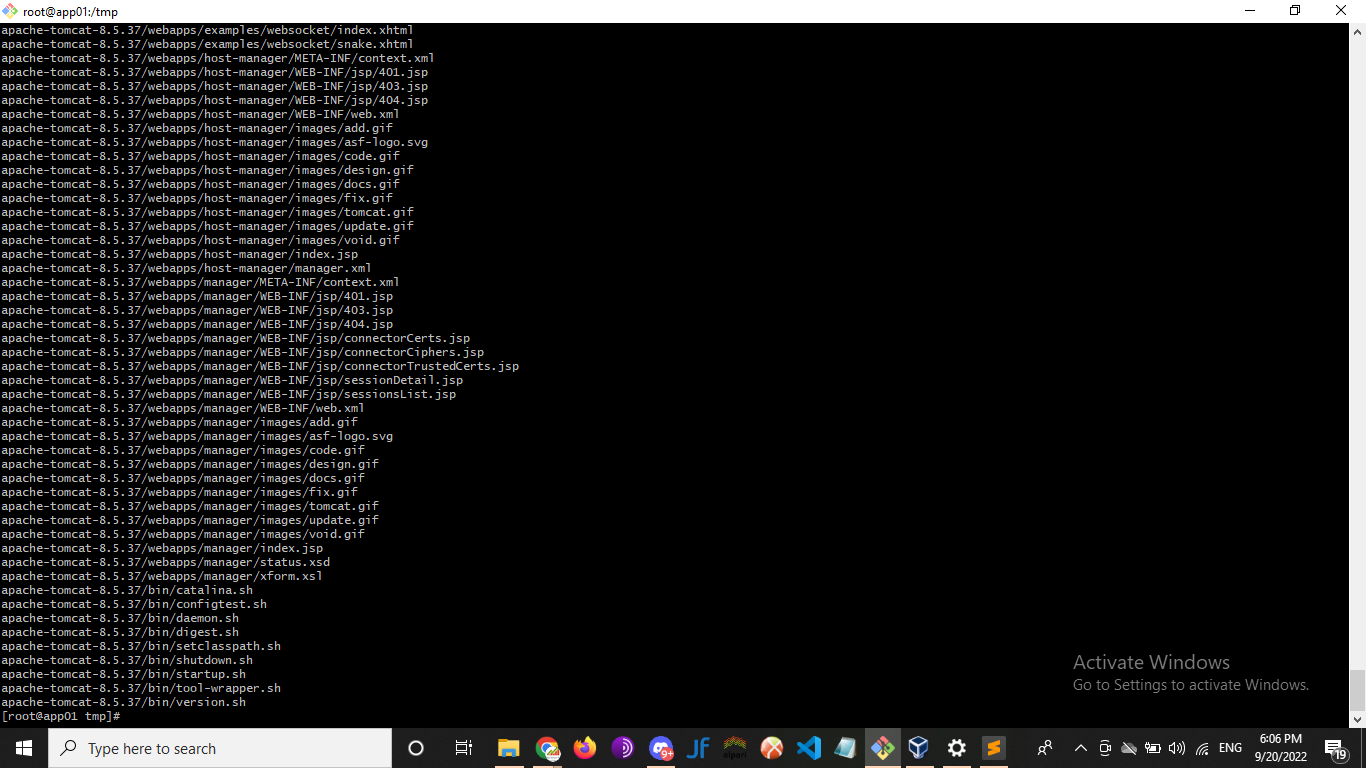 root@app01:/tmp
apache-tomcat-8.5.37/webapps/examples/websocket/index.xhtml
apache-tomcat-8.5.37/webapps/examples/websocket/snake.xhtml
apache-tomcat-8.5.37/webapps/host-manager/META-INF/context.xml
apache-tomcat-8.5.37/webapps/host-manager/WEB-INF/jsp/401.jsp
apache-tomcat-8.5.37/webapps/host-manager/WEB-INF/jsp/403.jsp
apache-tomcat-8.5.37/webapps/host-manager/WEB-INF/jsp/404.jsp
apache-tomcat-8.5.37/webapps/host-manager/WEB-INF/web.xml
apache-tomcat-8.5.37/webapps/host-manager/images/add.gif
apache-tomcat-8.5.37/webapps/host-manager/images/asf-logo.svg
apache-tomcat-8.5.37/webapps/host-manager/images/code.gif
apache-tomcat-8.5.37/webapps/host-manager/images/design.gif
apache-tomcat-8.5.37/webapps/host-manager/images/docs.gif
apache-tomcat-8.5.37/webapps/host-manager/images/fix.gif
apache-tomcat-8.5.37/webapps/host-manager/images/tomcat.gif
apache-tomcat-8.5.37/webapps/host-manager/images/update.gif
apache-tomcat-8.5.37/webapps/host-manager/images/void.gif
apache-tomcat-8.5.37/webapps/host-manager/index.jsp
apache-tomcat-8.5.37/webapps/host-manager/manager.xml
apache-tomcat-8.5.37/webapps/manager/META-INF/context.xml
apache-tomcat-8.5.37/webapps/manager/WEB-INF/jsp/401.jsp
apache-tomcat-8.5.37/webapps/manager/WEB-INF/jsp/403.jsp
apache-tomcat-8.5.37/webapps/manager/WEB-INF/jsp/404.jsp
apache-tomcat-8.5.37/webapps/manager/WEB-INF/jsp/connectorCerts.jsp
apache-tomcat-8.5.37/webapps/manager/WEB-INF/jsp/connectorCiphers.jsp
apache-tomcat-8.5.37/webapps/manager/WEB-INF/jsp/connectorTrustedCerts.jsp
apache-tomcat-8.5.37/webapps/manager/WEB-INF/jsp/sessionDetail.jsp
apache-tomcat-8.5.37/webapps/manager/WEB-INF/jsp/sessionsList.jsp
apache-tomcat-8.5.37/webapps/manager/WEB-INF/web.xml
apache-tomcat-8.5.37/webapps/manager/images/add.gif
apache-tomcat-8.5.37/webapps/manager/images/asf-logo.svg
apache-tomcat-8.5.37/webapps/manager/images/code.gif
apache-tomcat-8.5.37/webapps/manager/images/design.gif
apache-tomcat-8.5.37/webapps/manager/images/docs.gif
apache-tomcat-8.5.37/webapps/manager/images/fix.gif
apache-tomcat-8.5.37/webapps/manager/images/tomcat.gif
apache-tomcat-8.5.37/webapps/manager/images/update.gif
apache-tomcat-8.5.37/webapps/manager/images/void.gif
apache-tomcat-8.5.37/webapps/manager/index.jsp
apache-tomcat-8.5.37/webapps/manager/status.xsd
apache-tomcat-8.5.37/webapps/manager/xform.xsl
apache-tomcat-8.5.37/bin/catalina.sh
apache-tomcat-8.5.37/bin/configtest.sh
apache-tomcat-8.5.37/bin/daemon.sh
apache-tomcat-8.5.37/bin/digest.sh
apache-tomcat-8.5.37/bin/setclasspath.sh
apache-tomcat-8.5.37/bin/shutdown.sh
apache-tomcat-8.5.37/bin/startup.sh
apache-tomcat-8.5.37/bin/tool-wrapper.sh
apache-tomcat-8.5.37/bin/version.sh
[root@app01 tmp]#
Activate Windows
Go to Settings to activate Windows.
Type here to search
9+
JF
ENG
6:06 PM
9/20/2022
19